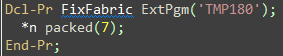 Dcl-Pr FixFabric ExtPgm('TMP180');
*n packed(7);
End-Pr;